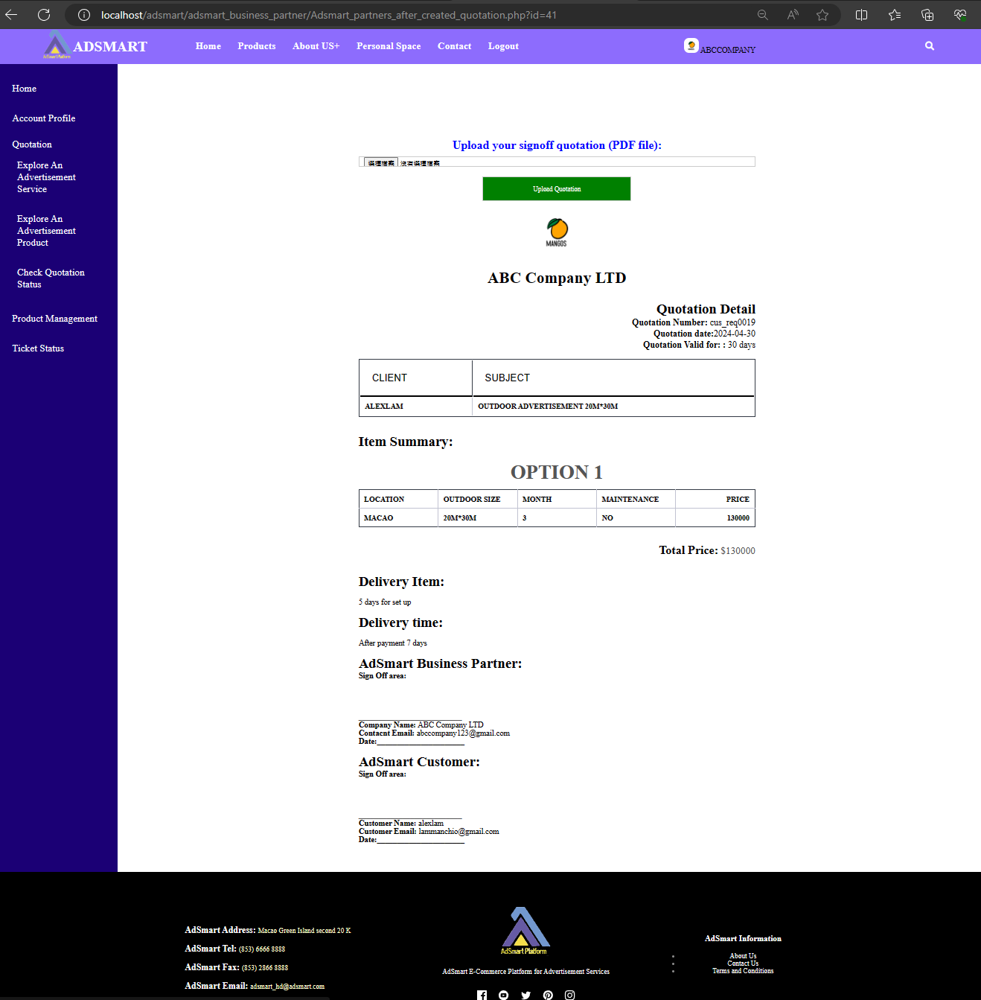 localhost/adsmart/adsmart_business_partner/Adsmart_partners_after_created_quotation.php?id=41
AdSmart Platform
ADSMART
Home
Products
About US+
Personal Space
Contact
Logout
ABCCOMPANY
Home
Account Profile
Quotation
Explore An
Advertisement
Service
Explore An
Advertisement
Product
Check Quotation
Status
Product Management
Ticket Status
Upload your signoff quotation (PDF file):
選擇檔案 沒有選擇檔案
Upload Quotation
MANGOS
ABC Company LTD
Quotation Detail
Quotation Number: cus_req0019
Quotation date:2024-04-30
Quotation Valid for: : 30 days
CLIENT SUBJECT
ALEXLAM OUTDOOR ADVERTISEMENT 20M*30M
Item Summary:
OPTION 1
LOCATION OUTDOOR SIZE MONTH MAINTENANCE PRICE
MACAO 20M*30M 3 NO 130000
Total Price: $130000
Delivery Item:
5 days for set up
Delivery time:
After payment 7 days
AdSmart Business Partner:
Sign Off area:
Company Name: ABC Company LTD
Contacnt Email: abccompany123@gmail.com
Date:
AdSmart Customer:
Sign Off area:
Customer Name: alexlam
Customer Email: lammanchio@gmail.com
Date:
AdSmart Address: Macao Green Island second 20 K
AdSmart Tel: (853) 6666 8888
AdSmart Fax: (853) 2866 8888
AdSmart Email: adsmart_hd@adsmart.com
AdSmart Platform
AdSmart E-Commerce Platform for Advertisement Services
AdSmart Information
About Us
Contact Us
Terms and Conditions